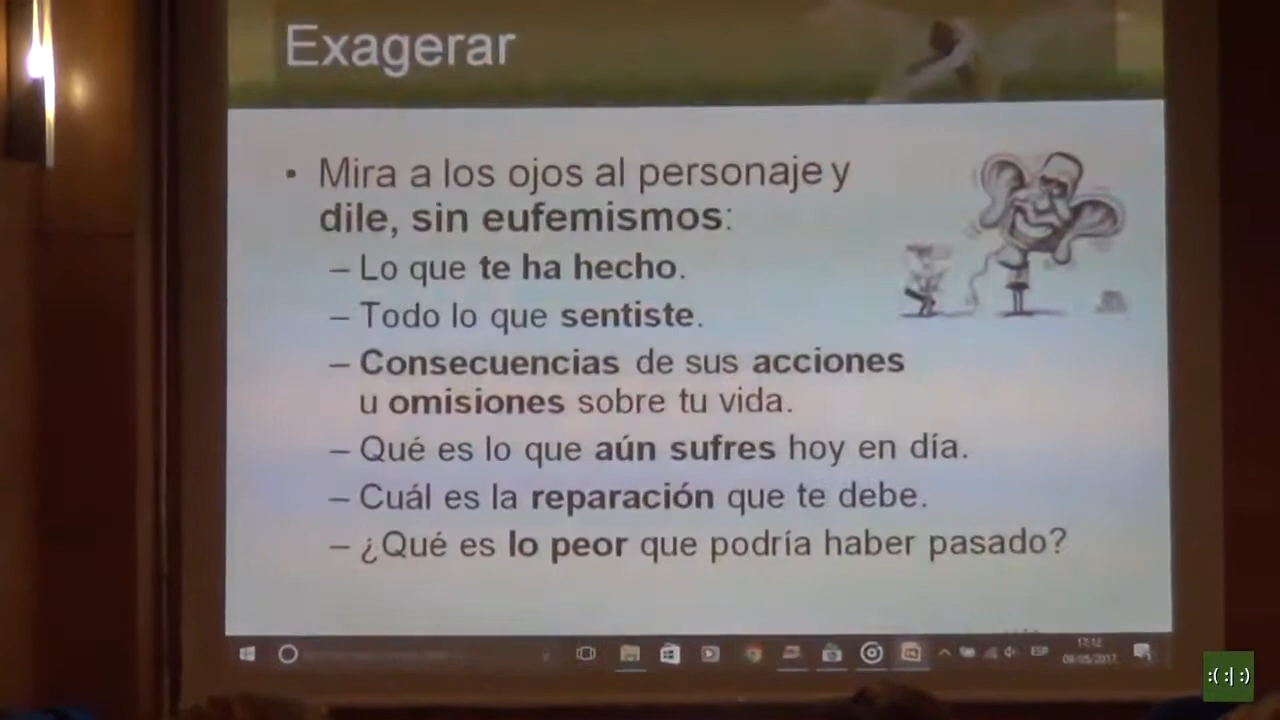 Exagerar
• Mira a los ojos al personaje y
dile, sin eufemismos:
– Lo que te ha hecho.
– Todo lo que sentiste.
– Consecuencias de sus acciones
u omisiones sobre tu vida.
– Qué es lo que aún sufres hoy en día.
– Cuál es la reparación que te debe.
– ¿Qué es lo peor que podría haber pasado?
17:12
ESP
09/05/2017
:( :| :)